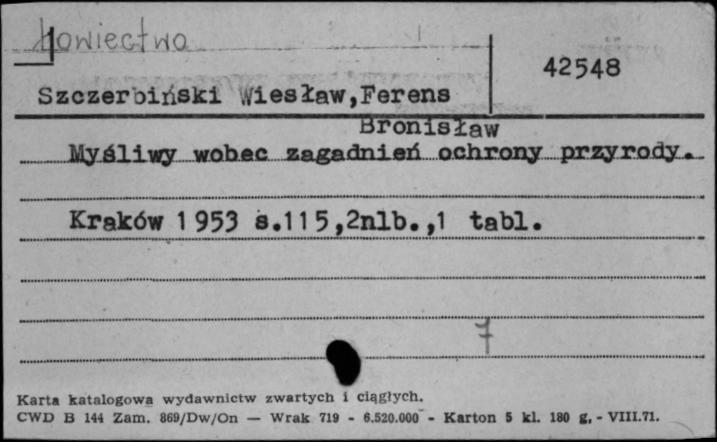 Łowiectwo
42548
Szczerbiński Wiesław,Ferens
Bronisław
Myśliwy wobec zagadnień ochrony przyrody.
Kraków 1953 s.115,2nlb.,1 tabl.
7
Karta katalogowa wydawnictw zwartych i ciągłych.
CWD B 144 Zam. 869/Dw/On — Wrak 719 - 6.520.000 - Karton 5 kl. 180 g. - VIII.71.